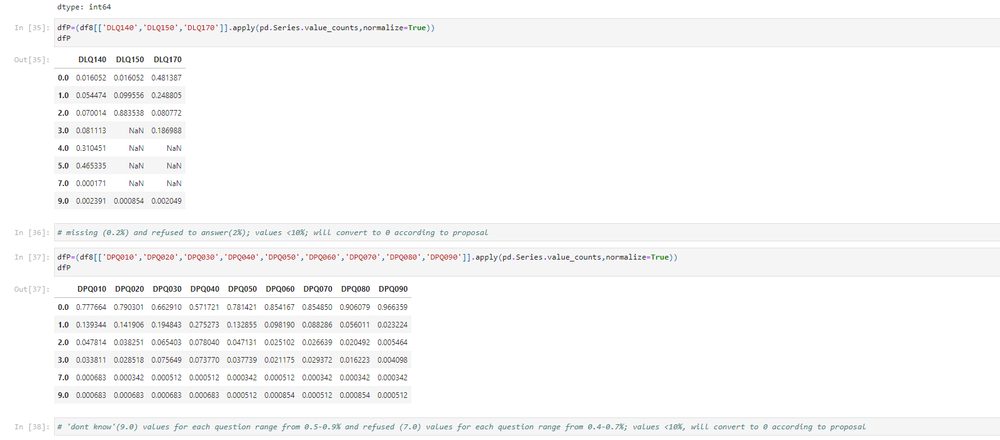 dtype: int64
In [35]: dfP=(df8[['DLQ140','DLQ150','DLQ170']].apply(pd.Series.value_counts,normalize=True))
dfP
Out[35]:
DLQ140 DLQ150 DLQ170
0.0 0.016052 0.016052 0.481387
1.0 0.054474 0.099556 0.248805
2.0 0.070014 0.883538 0.080772
3.0 0.081113 NaN 0.186988
4.0 0.310451 NaN NaN
5.0 0.465335 NaN NaN
7.0 0.000171 NaN NaN
9.0 0.002391 0.000854 0.002049
In [36]: # missing (0.2%) and refused to answer(2%); values <10%; will convert to 0 according to proposal
In [37]: dfP=(df8[['DPQ010','DPQ020','DPQ030','DPQ040','DPQ050','DPQ060','DPQ070','DPQ080','DPQ090']].apply(pd.Series.value_counts,normalize=True))
dfP
Out[37]:
DPQ010 DPQ020 DPQ030 DPQ040 DPQ050 DPQ060 DPQ070 DPQ080 DPQ090
0.0 0.777664 0.790301 0.662910 0.571721 0.781421 0.854167 0.854850 0.906079 0.966359
1.0 0.139344 0.141906 0.194843 0.275273 0.132855 0.098190 0.088286 0.056011 0.023224
2.0 0.047814 0.038251 0.065403 0.078040 0.047131 0.025102 0.026639 0.020492 0.005464
3.0 0.033811 0.028518 0.075649 0.073770 0.037739 0.021175 0.029372 0.016223 0.004098
7.0 0.000683 0.000342 0.000512 0.000512 0.000342 0.000512 0.000342 0.000342 0.000342
9.0 0.000683 0.000683 0.000683 0.000683 0.000512 0.000854 0.000512 0.000854 0.000512
In [38]: # 'dont know'(9.0) values for each question range from 0.5-0.9% and refused (7.0) values for each question range from 0.4-0.7%; values <10%, will convert to 0 according to proposal